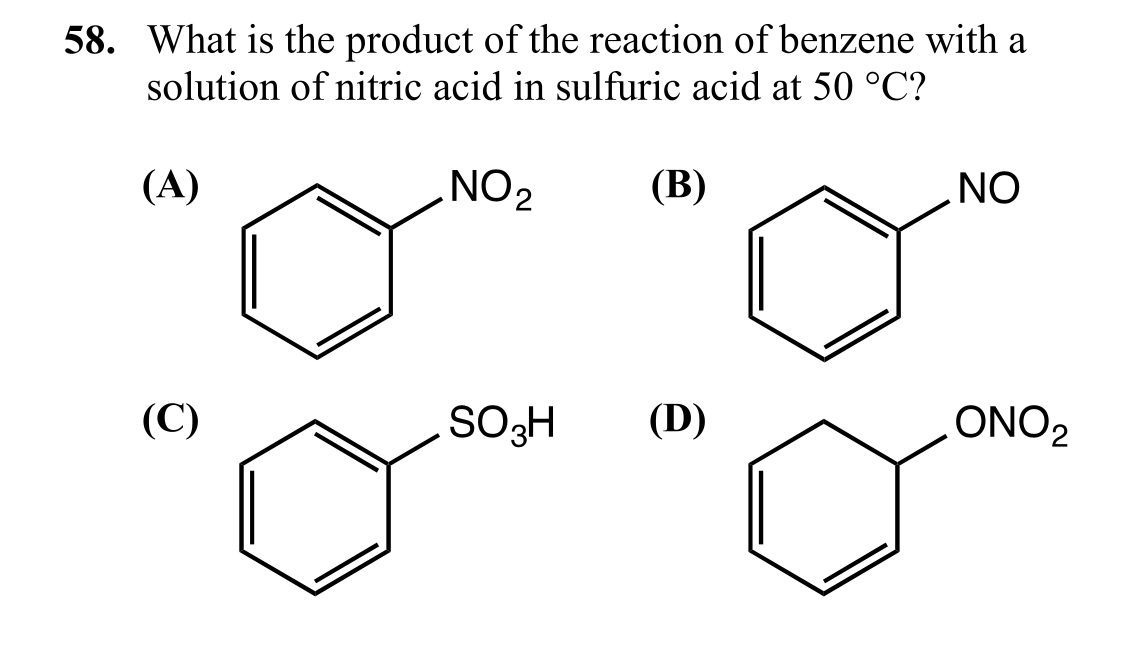 58. What is the product of the reaction of benzene with a
solution of nitric acid in sulfuric acid at 50 °C?
(A) NO₂ (B) NO
(C) SO₃H (D) ONO₂